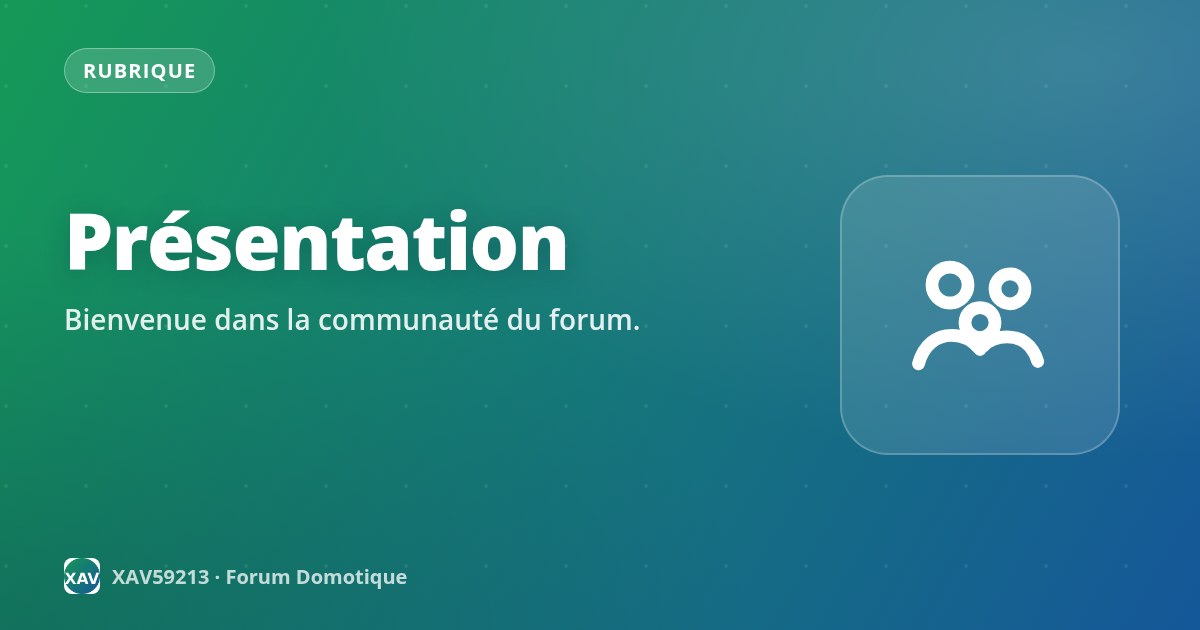 RUBRIQUE
Présentation
Bienvenue dans la communauté du forum.
XAV XAV59213 · Forum Domotique